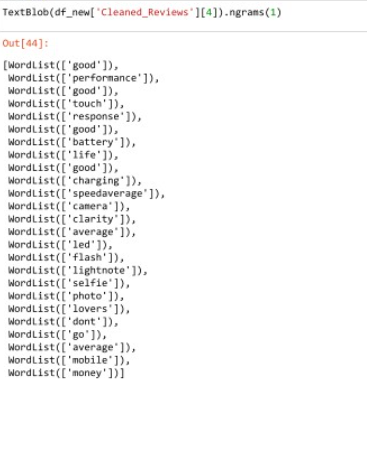 TextBlob(df_new['Cleaned_Reviews'][4]).ngrams(1)
Out[44]:
[WordList(['good']),
WordList(['performance']),
WordList(['good']),
WordList(['touch']),
WordList(['response']),
WordList(['good']),
WordList(['battery']),
WordList(['life']),
WordList(['good']),
WordList(['charging']),
WordList(['speedaverage']),
WordList(['camera']),
WordList(['clarity']),
WordList(['average']),
WordList(['led']),
WordList(['flash']),
WordList(['lightnote']),
WordList(['selfie']),
WordList(['photo']),
WordList(['lovers']),
WordList(['dont']),
WordList(['go']),
WordList(['average']),
WordList(['mobile']),
WordList(['money'])]